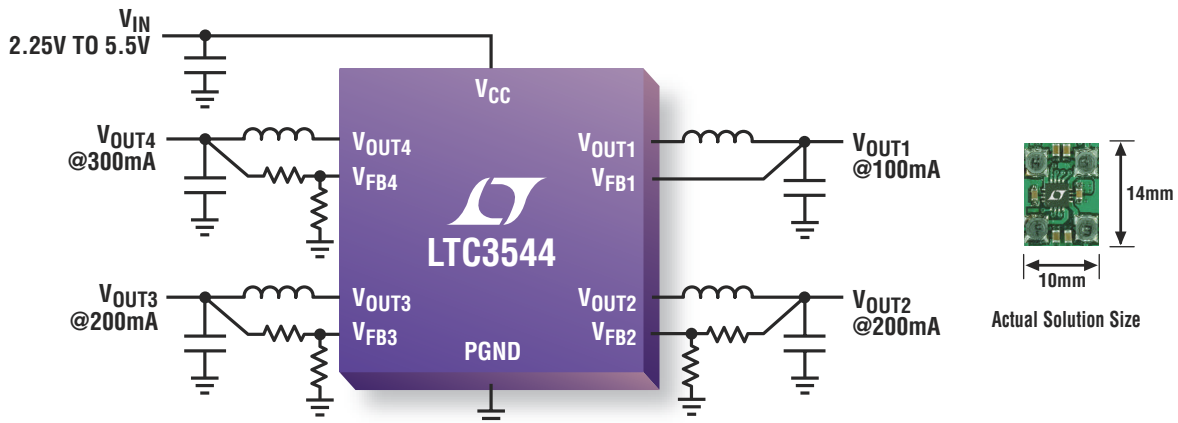 VIN
2.25V TO 5.5V
VCC
VOUT4
@300mA
VOUT4
VFB4
VOUT1
VFB1
VOUT1
@100mA
LTC3544
VOUT3
@200mA
VOUT3
VFB3
VOUT2
VFB2
VOUT2
@200mA
PGND
14mm
10mm
Actual Solution Size